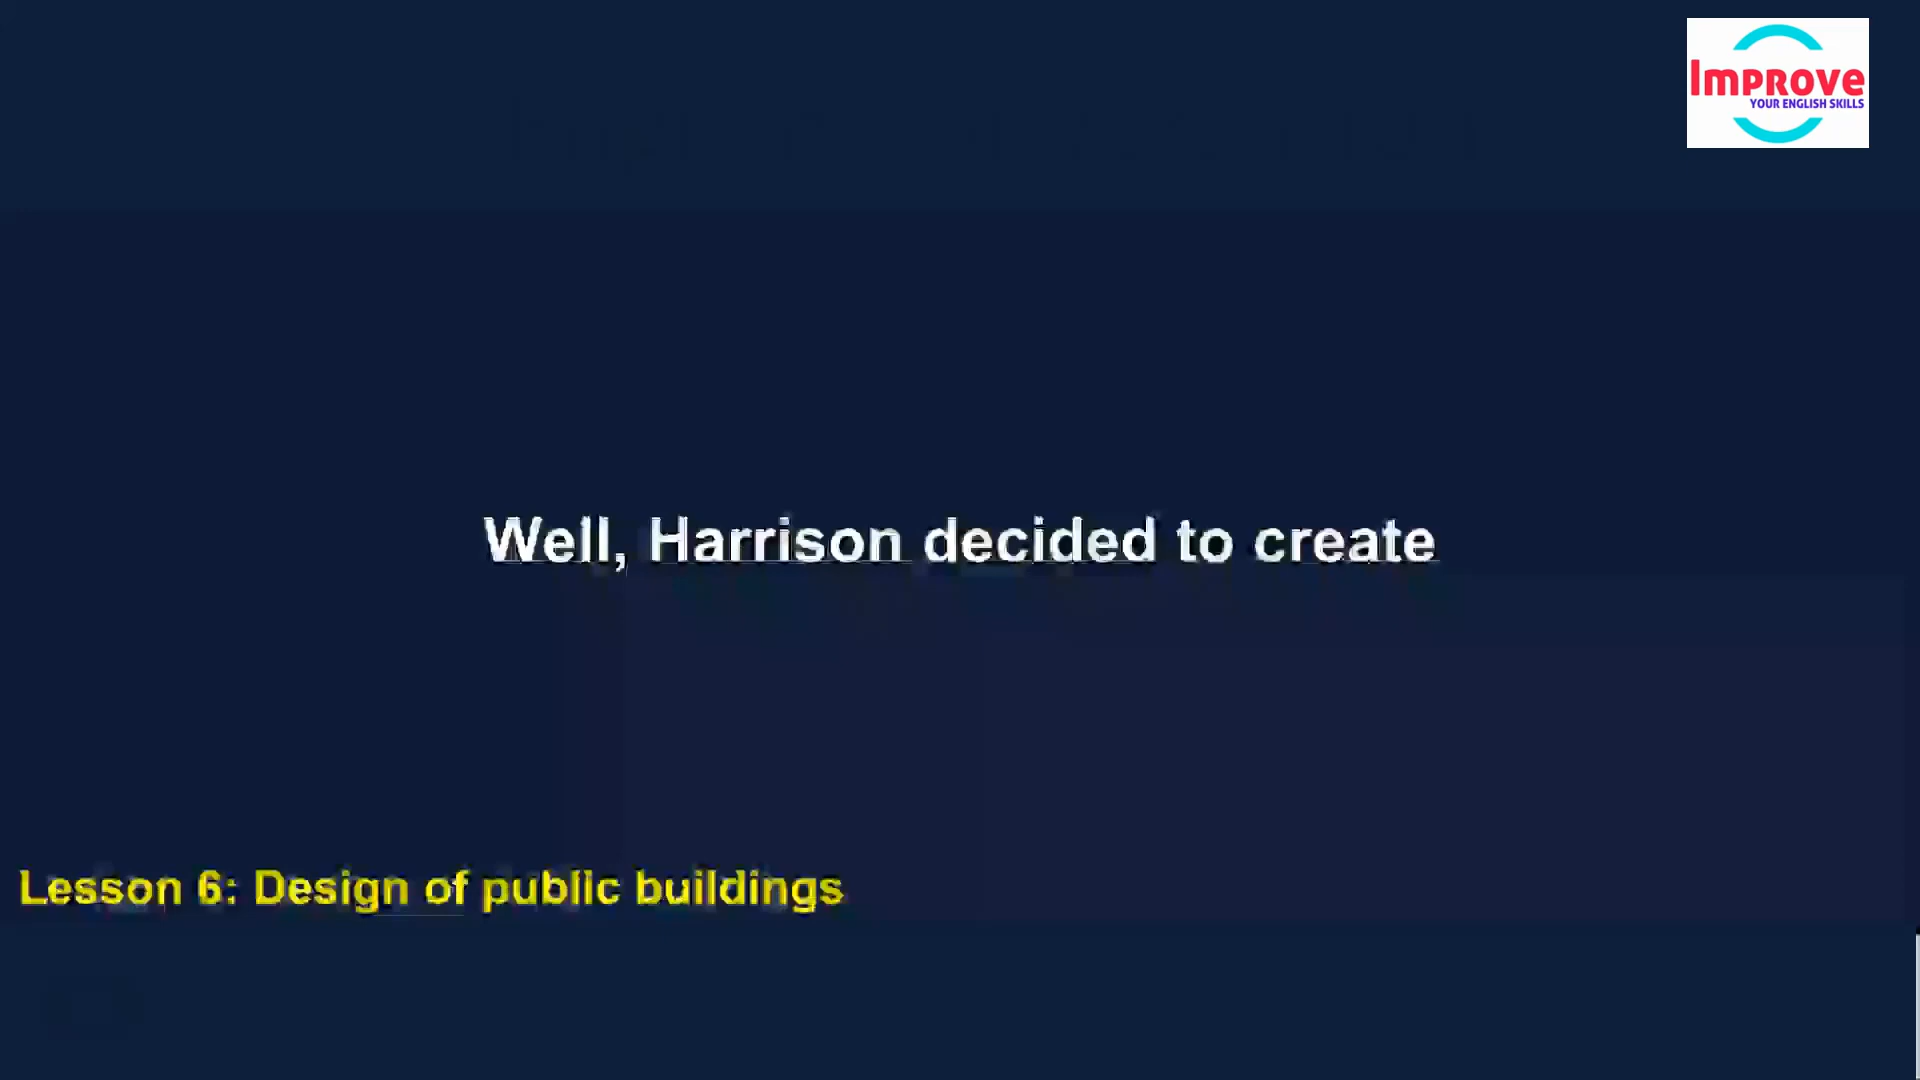 Improve
YOUR ENGLISH SKILLS
Well, Harrison decided to create
Lesson 6: Design of public buildings